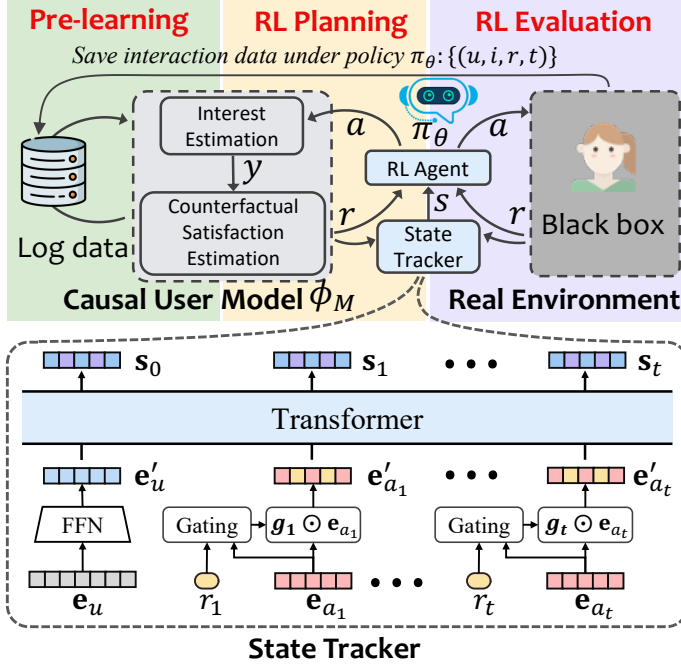 Pre-learning RL Planning RL Evaluation
Save interaction data under policy π_θ: {(u, i, r, t)}
Interest
Estimation
a
π_θ
a
y
RL Agent
Counterfactual
Satisfaction
Estimation
r
s
r
State
Tracker
Log data
Black box
Causal User Model ϕ_M
Real Environment
s_0 s_1 s_t
Transformer
e′_u e′_{a_1} e′_{a_t}
FFN Gating g_1 ⊙ e_{a_1} Gating g_t ⊙ e_{a_t}
e_u r_1 e_{a_1} r_t e_{a_t}
State Tracker